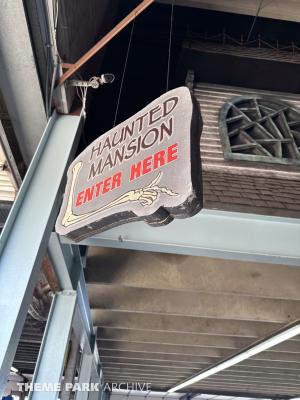 HAUNTED
MANSION
ENTER HERE
THEME PARK ARCHIVE